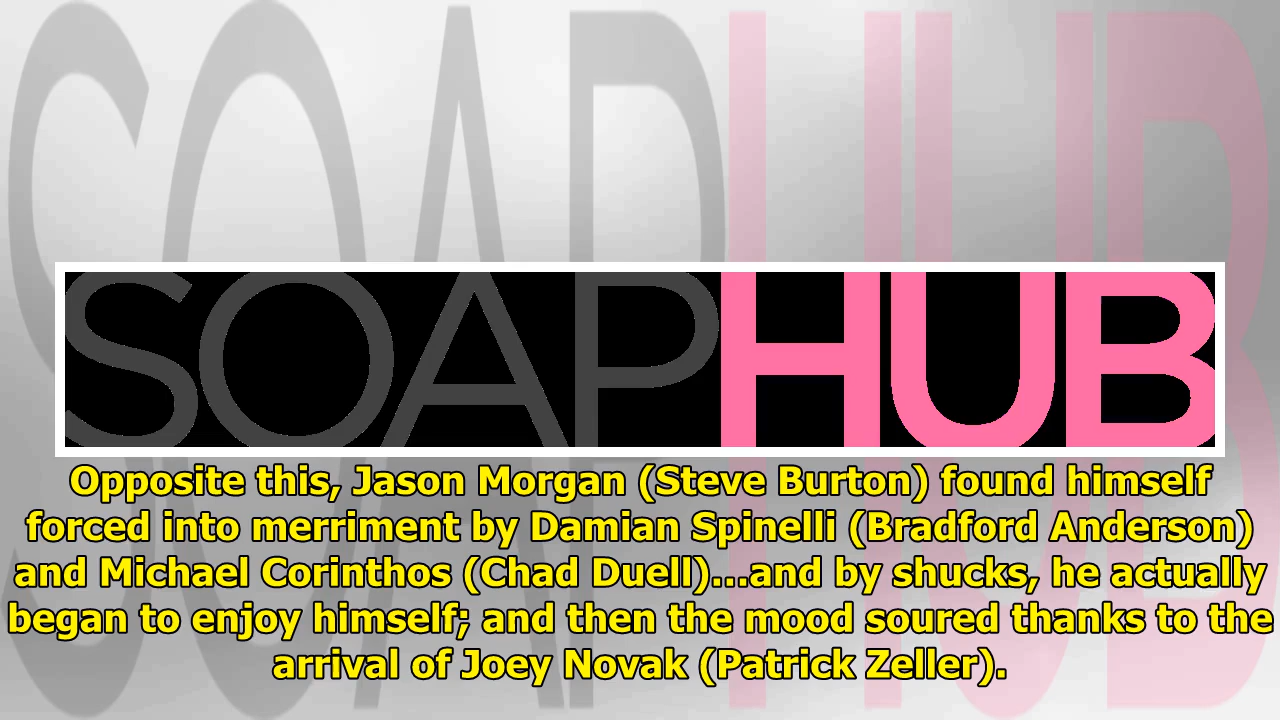 SOAPHUB
SOAPHUB
Opposite this, Jason Morgan (Steve Burton) found himself
forced into merriment by Damian Spinelli (Bradford Anderson)
and Michael Corinthos (Chad Duell)...and by shucks, he actually
began to enjoy himself; and then the mood soured thanks to the
arrival of Joey Novak (Patrick Zeller).